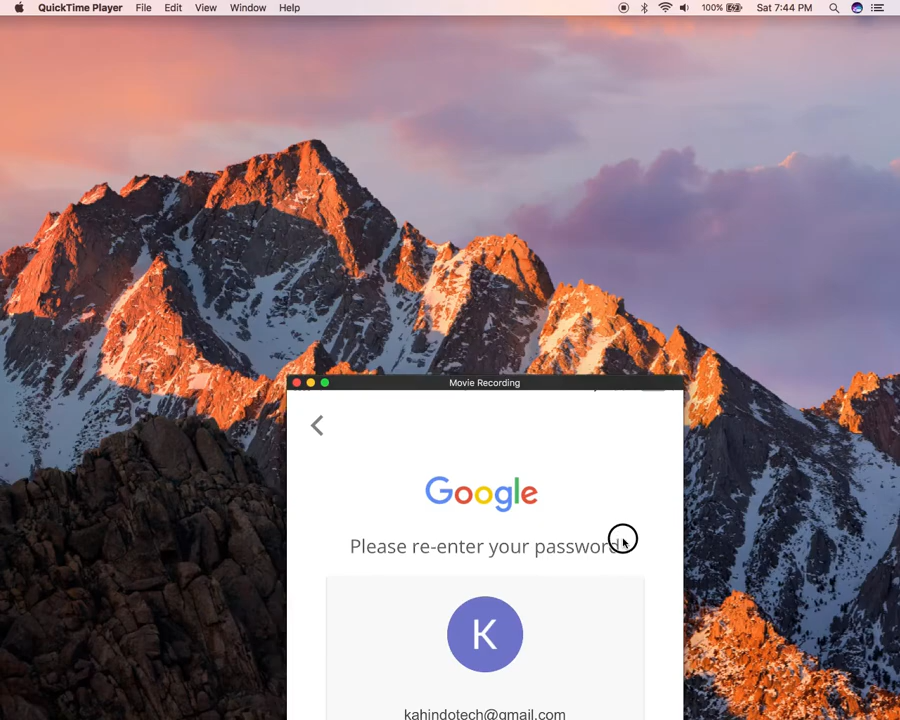 QuickTime Player File Edit View Window Help 100% Sat 7:44 PM
Movie Recording
Google
Please re-enter your password
K
kahindotech@gmail.com